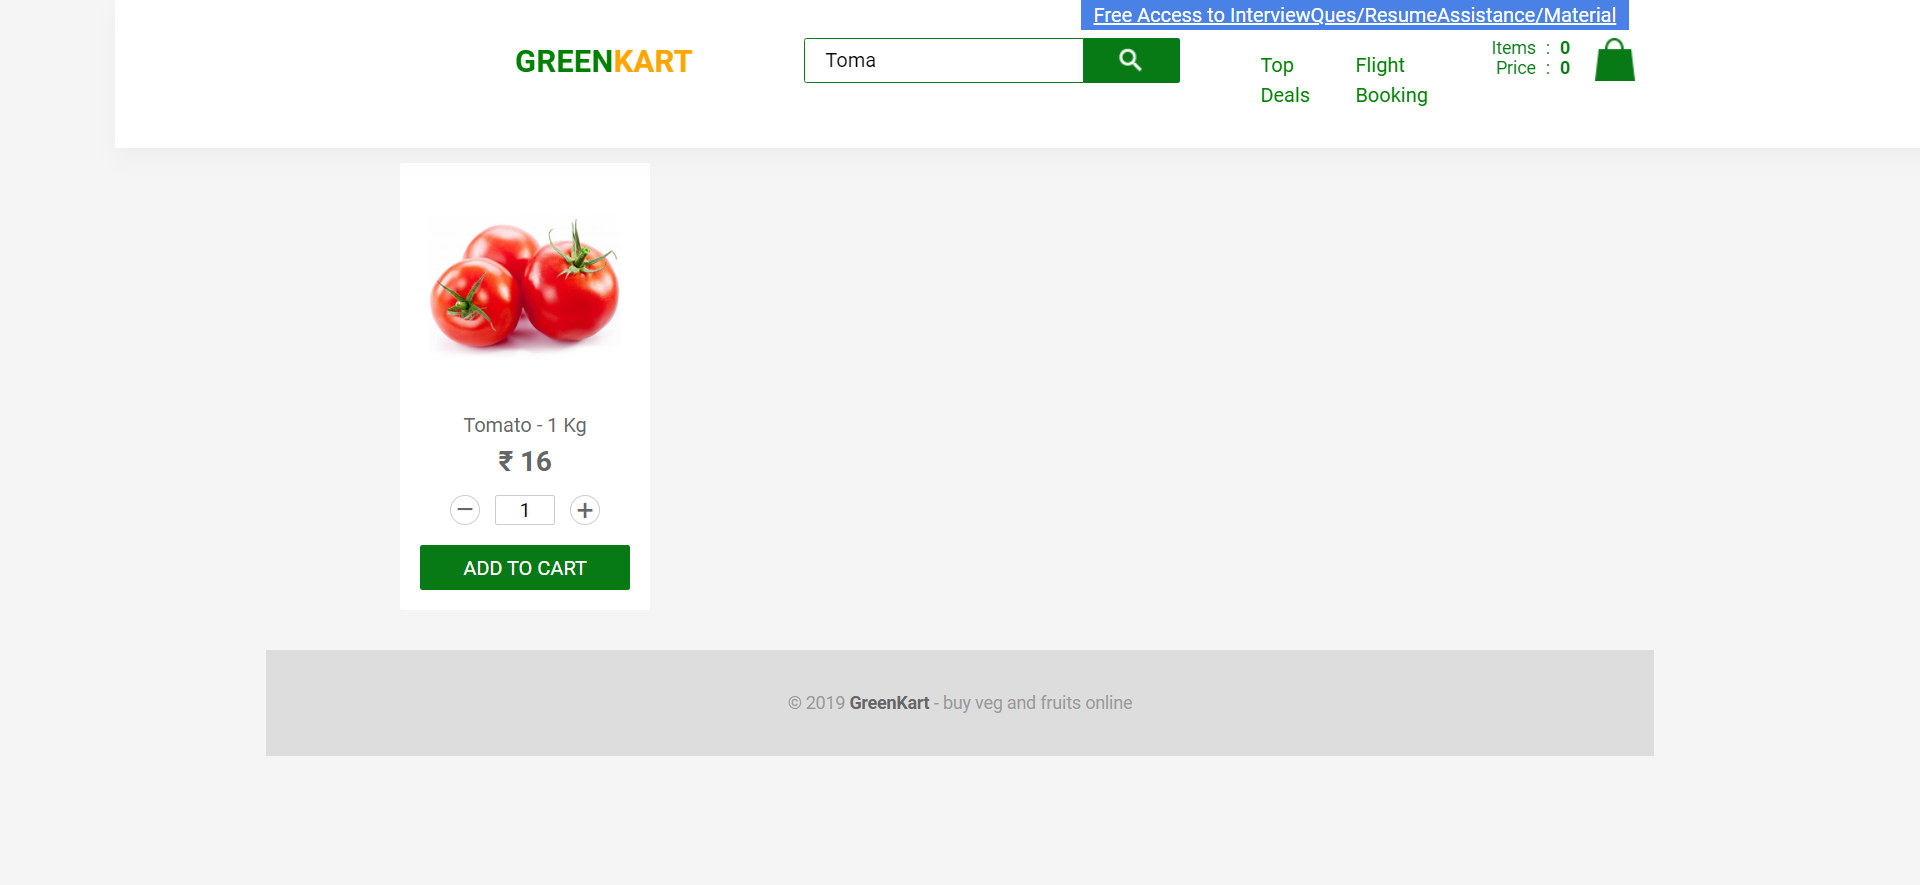 Free Access to InterviewQues/ResumeAssistance/Material
GREENKART
Toma
Top Deals
Flight Booking
Items : 0
Price : 0
Tomato - 1 Kg
₹ 16
− 1 +
ADD TO CART
© 2019 GreenKart - buy veg and fruits online